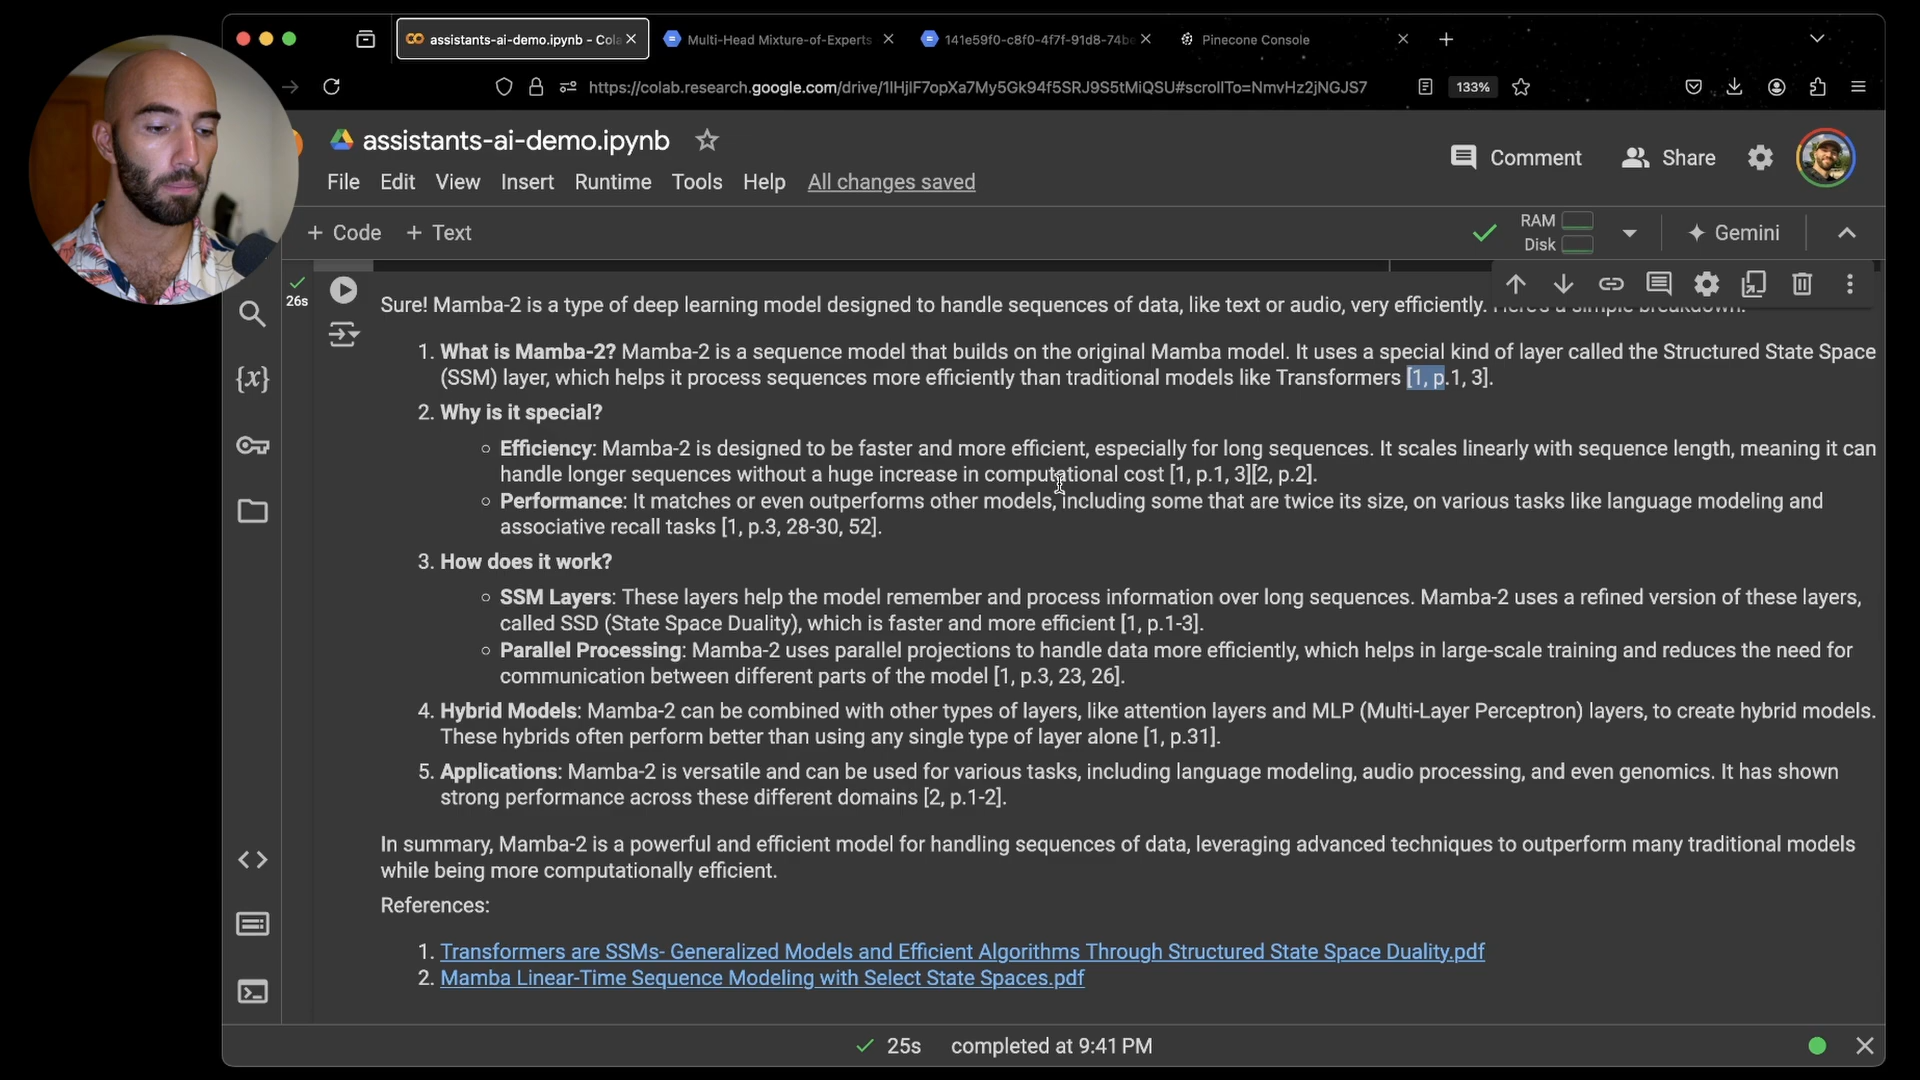 assistants-ai-demo.ipynb - Cola
Multi-Head Mixture-of-Experts
141e59f0-c8f0-4f7f-91d8-74b
Pinecone Console
https://colab.research.google.com/drive/1lHjIF7opXa7My5Gk94f5SRJ9S5tMiQSU#scrollTo=NmvHz2jNGJS7
133%
assistants-ai-demo.ipynb
Comment
Share
File Edit View Insert Runtime Tools Help All changes saved
+ Code + Text
RAM
Disk
Gemini
26s
Sure! Mamba-2 is a type of deep learning model designed to handle sequences of data, like text or audio, very efficiently. Here's a simple breakdown:
1. What is Mamba-2? Mamba-2 is a sequence model that builds on the original Mamba model. It uses a special kind of layer called the Structured State Space
(SSM) layer, which helps it process sequences more efficiently than traditional models like Transformers [1, p.1, 3].
2. Why is it special?
Efficiency: Mamba-2 is designed to be faster and more efficient, especially for long sequences. It scales linearly with sequence length, meaning it can
handle longer sequences without a huge increase in computational cost [1, p.1, 3][2, p.2].
Performance: It matches or even outperforms other models, including some that are twice its size, on various tasks like language modeling and
associative recall tasks [1, p.3, 28-30, 52].
3. How does it work?
SSM Layers: These layers help the model remember and process information over long sequences. Mamba-2 uses a refined version of these layers,
called SSD (State Space Duality), which is faster and more efficient [1, p.1-3].
Parallel Processing: Mamba-2 uses parallel projections to handle data more efficiently, which helps in large-scale training and reduces the need for
communication between different parts of the model [1, p.3, 23, 26].
4. Hybrid Models: Mamba-2 can be combined with other types of layers, like attention layers and MLP (Multi-Layer Perceptron) layers, to create hybrid models.
These hybrids often perform better than using any single type of layer alone [1, p.31].
5. Applications: Mamba-2 is versatile and can be used for various tasks, including language modeling, audio processing, and even genomics. It has shown
strong performance across these different domains [2, p.1-2].
In summary, Mamba-2 is a powerful and efficient model for handling sequences of data, leveraging advanced techniques to outperform many traditional models
while being more computationally efficient.
References:
1. Transformers are SSMs- Generalized Models and Efficient Algorithms Through Structured State Space Duality.pdf
2. Mamba Linear-Time Sequence Modeling with Select State Spaces.pdf
25s completed at 9:41 PM